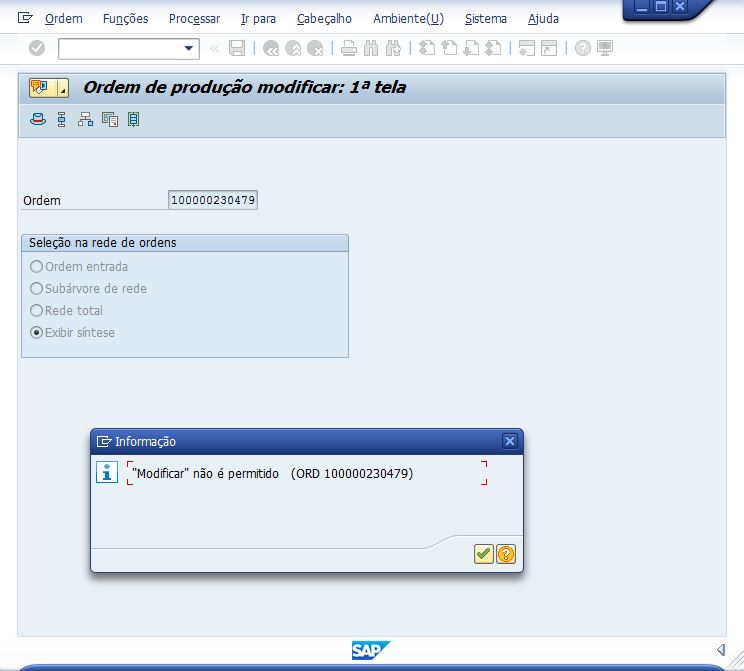 Ordem Funções Processar Ir para Cabeçalho Ambiente(U) Sistema Ajuda
Ordem de produção modificar: 1ª tela
Ordem 100000230479
Seleção na rede de ordens
Ordem entrada
Subárvore de rede
Rede total
Exibir síntese
Informação
"Modificar" não é permitido (ORD 100000230479)
SAP